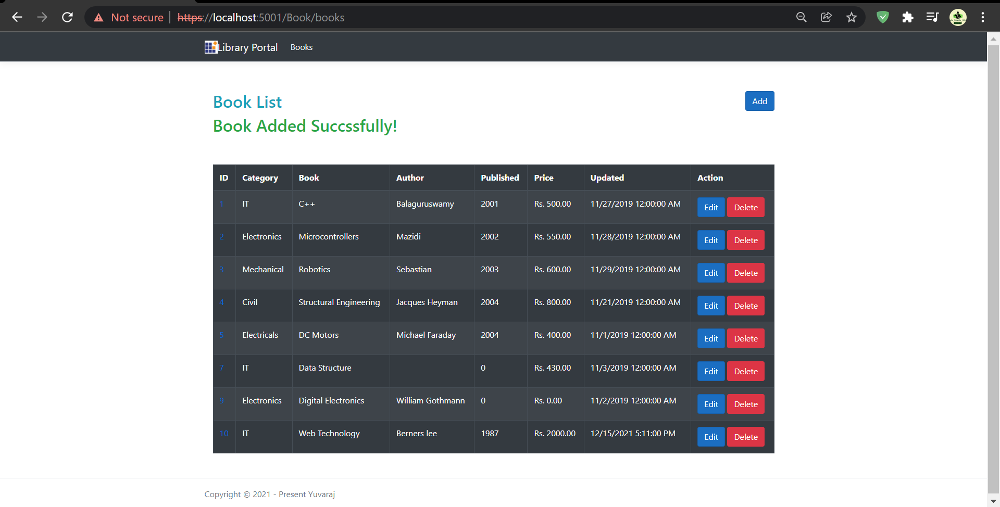 Not secure | https://localhost:5001/Book/books
Library Portal Books
Book List
Add
Book Added Succssfully!
ID Category Book Author Published Price Updated Action
1 IT C++ Balaguruswamy 2001 Rs. 500.00 11/27/2019 12:00:00 AM Edit Delete
2 Electronics Microcontrollers Mazidi 2002 Rs. 550.00 11/28/2019 12:00:00 AM Edit Delete
3 Mechanical Robotics Sebastian 2003 Rs. 600.00 11/29/2019 12:00:00 AM Edit Delete
4 Civil Structural Engineering Jacques Heyman 2004 Rs. 800.00 11/21/2019 12:00:00 AM Edit Delete
5 Electricals DC Motors Michael Faraday 2004 Rs. 400.00 11/1/2019 12:00:00 AM Edit Delete
7 IT Data Structure 0 Rs. 430.00 11/3/2019 12:00:00 AM Edit Delete
9 Electronics Digital Electronics William Gothmann 0 Rs. 0.00 11/2/2019 12:00:00 AM Edit Delete
10 IT Web Technology Berners lee 1987 Rs. 2000.00 12/15/2021 5:11:00 PM Edit Delete
Copyright © 2021 - Present Yuvaraj